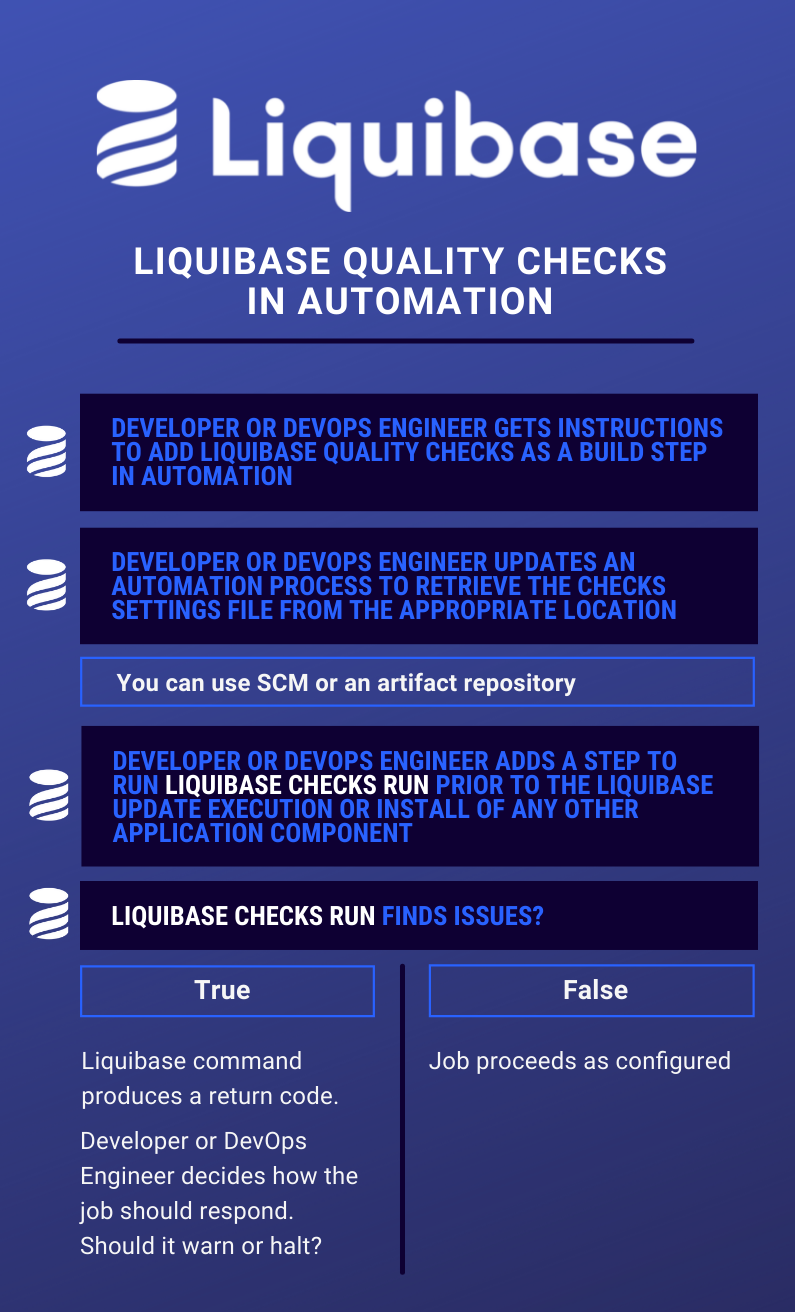 Liquibase
LIQUIBASE QUALITY CHECKS
IN AUTOMATION
DEVELOPER OR DEVOPS ENGINEER GETS INSTRUCTIONS
TO ADD LIQUIBASE QUALITY CHECKS AS A BUILD STEP
IN AUTOMATION
DEVELOPER OR DEVOPS ENGINEER UPDATES AN
AUTOMATION PROCESS TO RETRIEVE THE CHECKS
SETTINGS FILE FROM THE APPROPRIATE LOCATION
You can use SCM or an artifact repository
DEVELOPER OR DEVOPS ENGINEER ADDS A STEP TO
RUN LIQUIBASE CHECKS RUN PRIOR TO THE LIQUIBASE
UPDATE EXECUTION OR INSTALL OF ANY OTHER
APPLICATION COMPONENT
LIQUIBASE CHECKS RUN FINDS ISSUES?
True
Liquibase command
produces a return code.
Developer or DevOps
Engineer decides how the
job should respond.
Should it warn or halt?
False
Job proceeds as configured